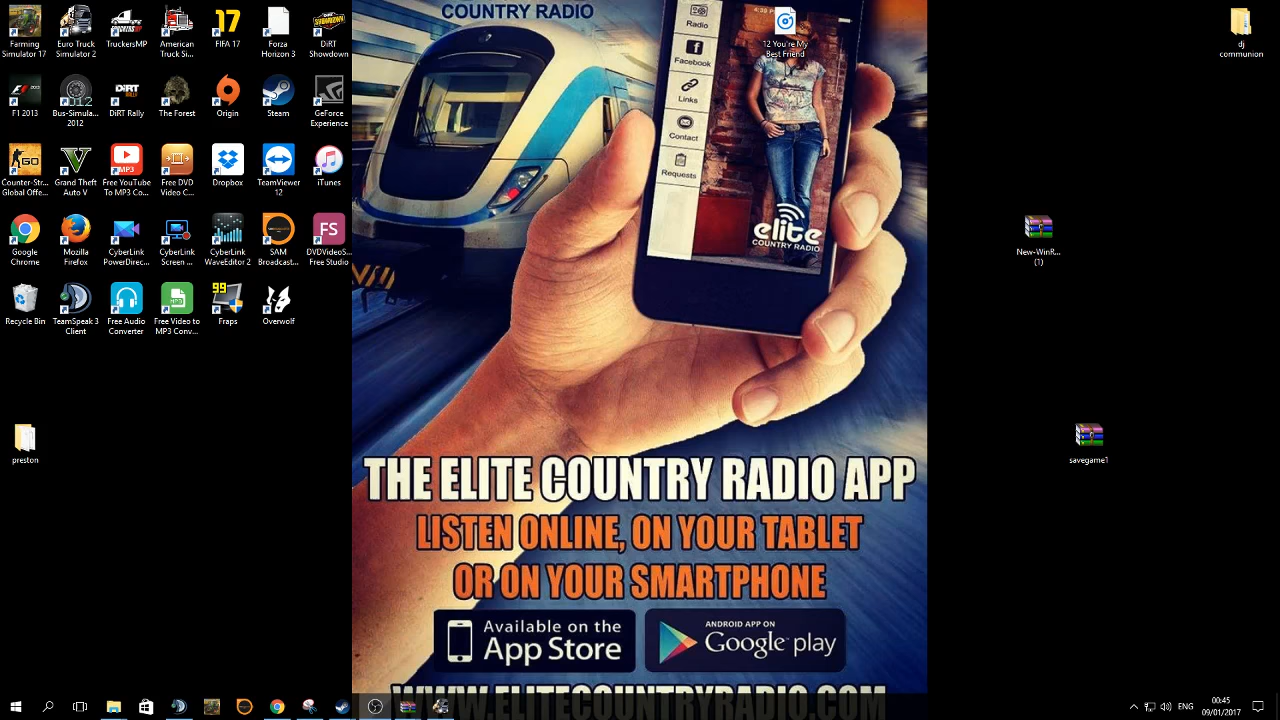 Farming
Simulator 17
Euro Truck
Simulator 2
TruckersMP
American
Truck Si...
17
FIFA 17
Forza
Horizon 3
DiRT
Showdown
F1 2013
Bus-Simula...
2012
DiRT Rally
The Forest
Origin
Steam
GeForce
Experience
GO
Counter-Str...
Global Offe...
Grand Theft
Auto V
MP3
Free YouTube
To MP3 Co...
Free DVD
Video C...
Dropbox
TeamViewer
12
iTunes
Google
Chrome
Mozilla
Firefox
CyberLink
PowerDirec...
CyberLink
Screen ...
CyberLink
WaveEditor 2
SAM
Broadcast...
FS
DVDVideoS...
Free Studio
Recycle Bin
TeamSpeak 3
Client
Free Audio
Converter
Free Video to
MP3 Conv...
99
Fraps
Overwolf
preston
COUNTRY RADIO
Radio
Facebook
Links
Contact
Requests
elite
COUNTRY RADIO
12 You're My
Best Friend
dj
communion
New-WinR...
(1)
savegame1
THE ELITE COUNTRY RADIO APP
LISTEN ONLINE, ON YOUR TABLET
OR ON YOUR SMARTPHONE
Available on the
App Store
ANDROID APP ON
Google play
WWW.ELITECOUNTRYRADIO.COM
ENG
00:45
09/01/2017